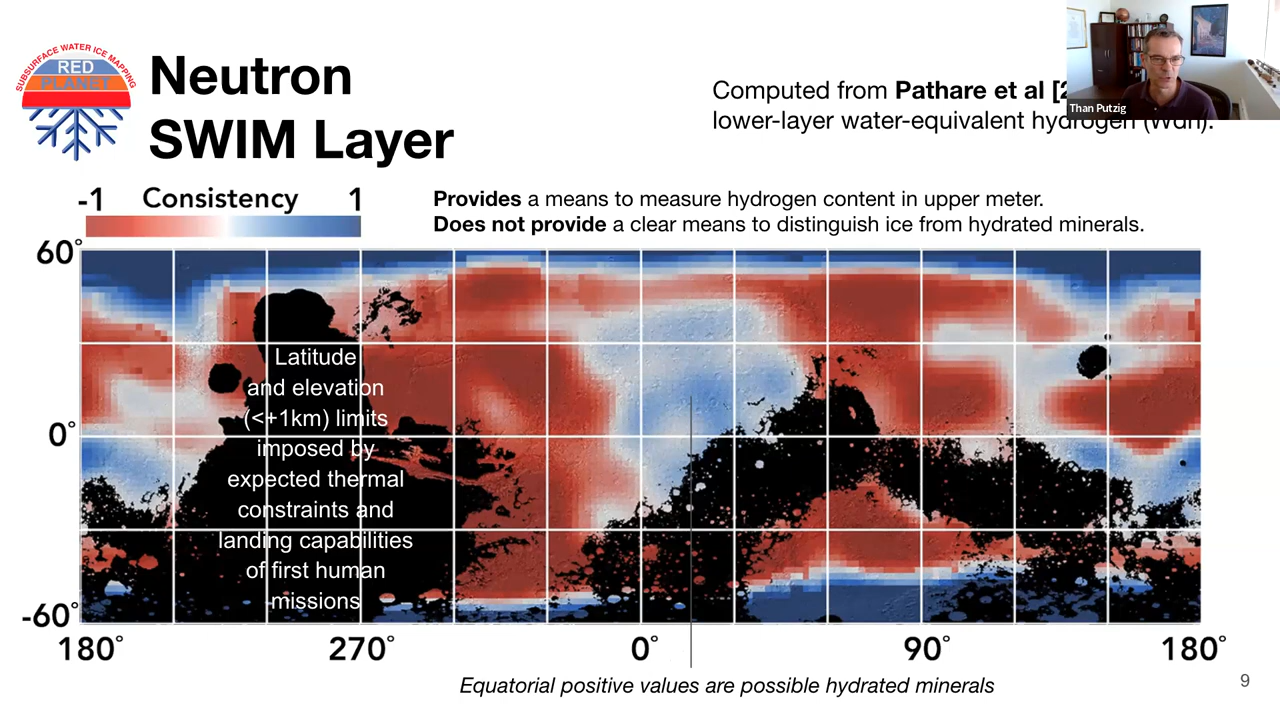 SUBSURFACE WATER ICE MAPPING
RED
PLANET
Neutron
SWIM Layer
Computed from Pathare et al [2
lower-layer water-equivalent hydrogen (Wdn).
Than Putzig
-1 Consistency 1
Provides a means to measure hydrogen content in upper meter.
Does not provide a clear means to distinguish ice from hydrated minerals.
60°
0°
-60°
Latitude
and elevation
(<+1km) limits
imposed by
expected thermal
constraints and
landing capabilities
of first human
missions
180° 270° 0° 90° 180°
Equatorial positive values are possible hydrated minerals
9